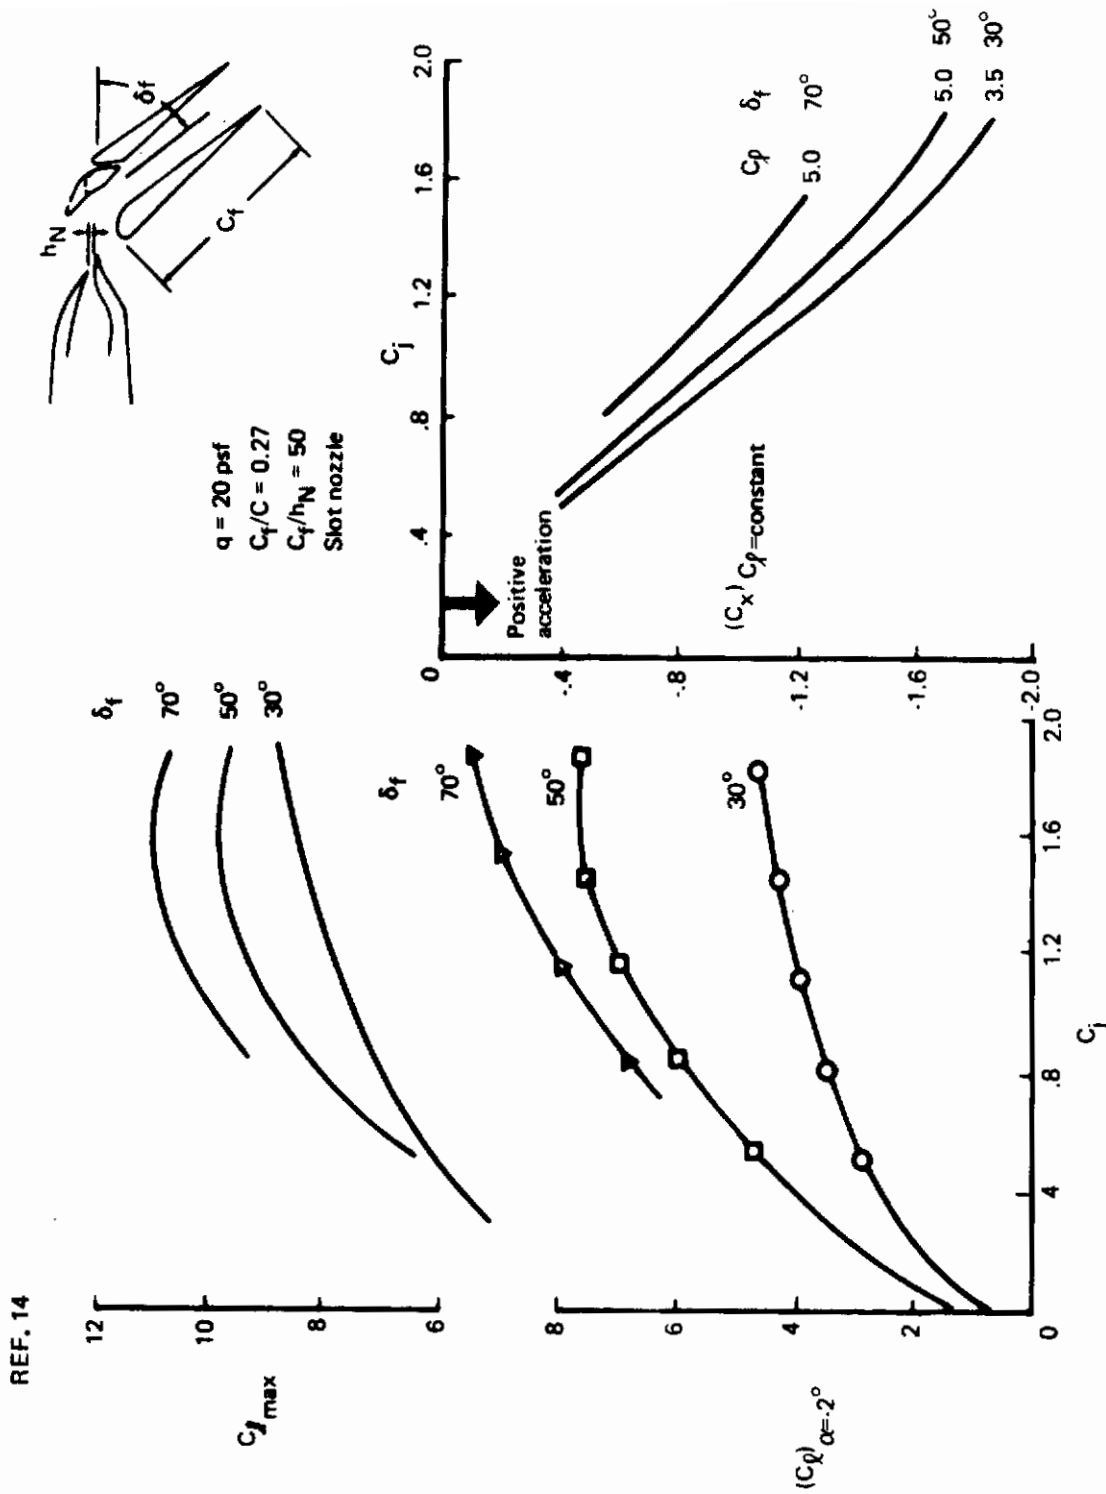 REF. 14
12
10
8
6
Cℓmax
δf
70°
50°
30°
8
6
4
2
0
(Cℓ)α=-2°
δf
70°
50°
30°
4
.8
1.2
1.6
2.0
Cj
q = 20 psf
Cf/C = 0.27
Cf/hN = 50
Slot nozzle
hN
δf
Cf
Cj
.4
.8
1.2
1.6
2.0
0
-.4
-.8
-1.2
-1.6
-2.0
Positive
acceleration
(Cx)Cℓ=constant
Cℓ δf
5.0 70°
5.0 50°
3.5 30°